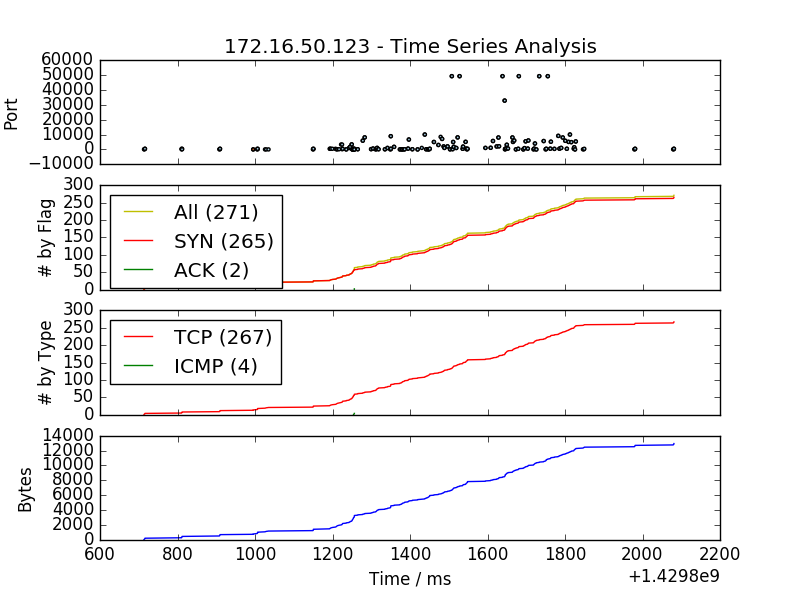 172.16.50.123 - Time Series Analysis
60000
50000
40000
30000
20000
10000
0
−10000
Port
300
250
200
150
100
50
0
# by Flag
All (271)
SYN (265)
ACK (2)
300
250
200
150
100
50
0
# by Type
TCP (267)
ICMP (4)
14000
12000
10000
8000
6000
4000
2000
0
Bytes
600 800 1000 1200 1400 1600 1800 2000 2200
Time / ms
+1.4298e9